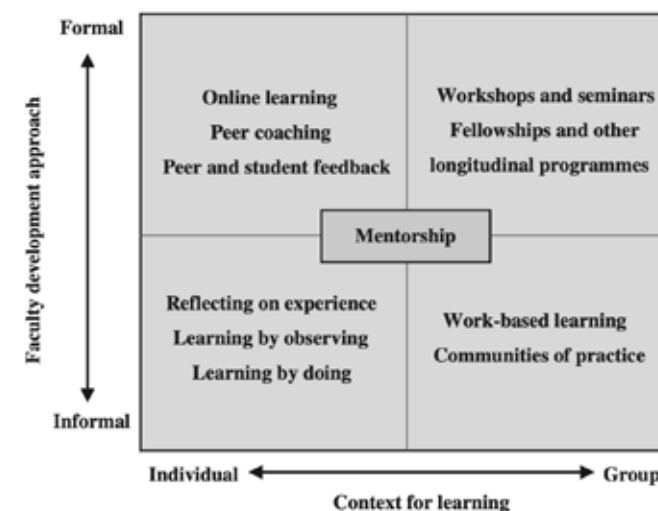 Formal
Faculty development approach
Informal
Online learning
Peer coaching
Peer and student feedback
Workshops and seminars
Fellowships and other
longitudinal programmes
Mentorship
Reflecting on experience
Learning by observing
Learning by doing
Work-based learning
Communities of practice
Individual
Group
Context for learning